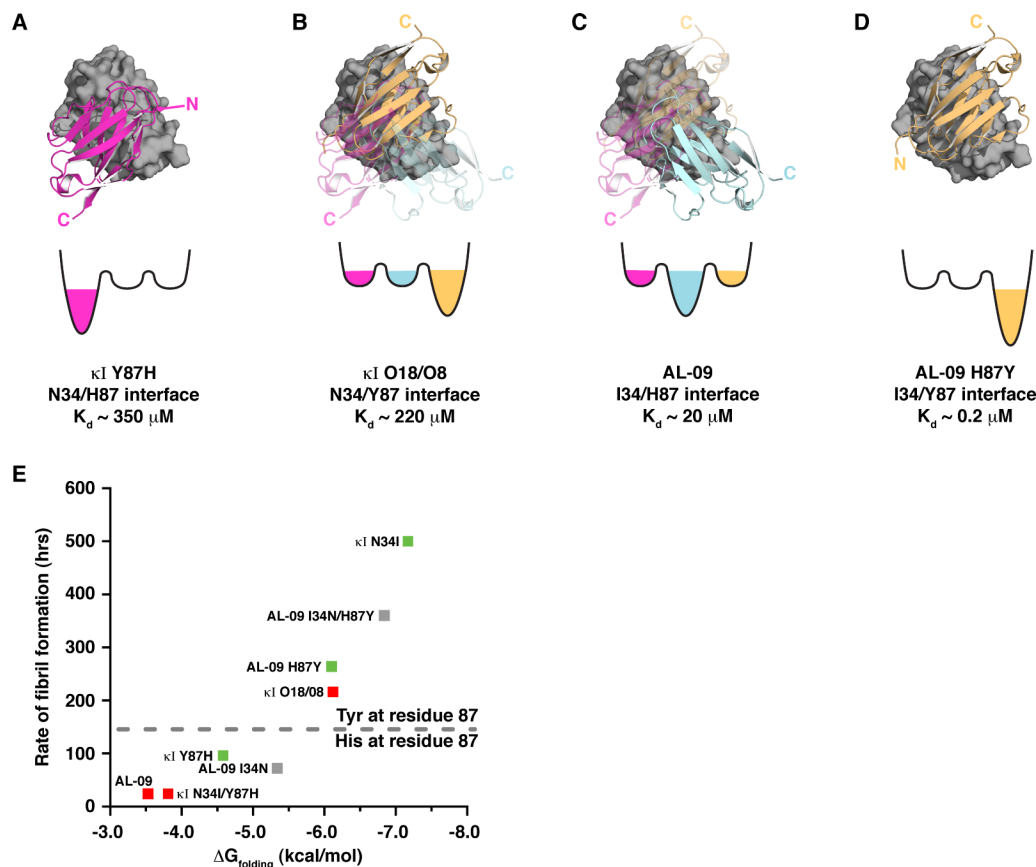 A
B
C
D
N
C
C
C
C
C
C
C
N
κI Y87H
N34/H87 interface
Kd ~ 350 μM
κI O18/O8
N34/Y87 interface
Kd ~ 220 μM
AL-09
I34/H87 interface
Kd ~ 20 μM
AL-09 H87Y
I34/Y87 interface
Kd ~ 0.2 μM
E
Rate of fibril formation (hrs)
600
500
400
300
200
100
0
κI N34I
AL-09 I34N/H87Y
AL-09 H87Y
κI O18/08
Tyr at residue 87
His at residue 87
κI Y87H
AL-09 I34N
AL-09
κI N34I/Y87H
-3.0
-4.0
-5.0
-6.0
-7.0
-8.0
ΔGfolding (kcal/mol)